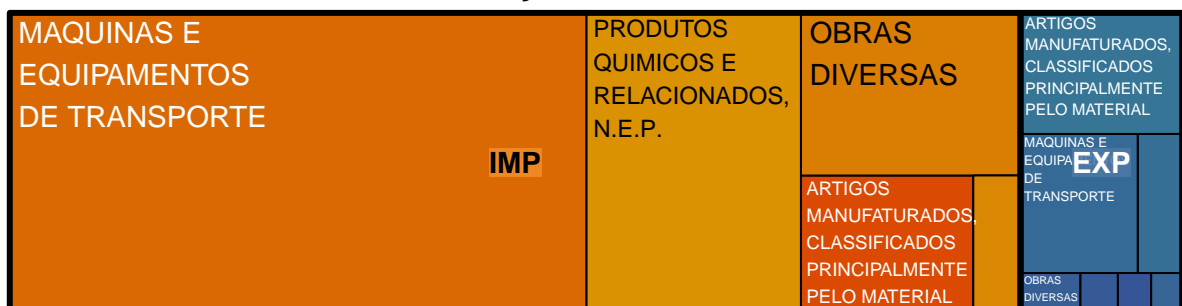 MAQUINAS E
EQUIPAMENTOS
DE TRANSPORTE
IMP
PRODUTOS
QUIMICOS E
RELACIONADOS,
N.E.P.
OBRAS
DIVERSAS
ARTIGOS
MANUFATURADOS,
CLASSIFICADOS
PRINCIPALMENTE
PELO MATERIAL
ARTIGOS
MANUFATURADOS,
CLASSIFICADOS
PRINCIPALMENTE
PELO MATERIAL
MAQUINAS E
EQUIPA
DE
TRANSPORTE
EXP
OBRAS
DIVERSAS